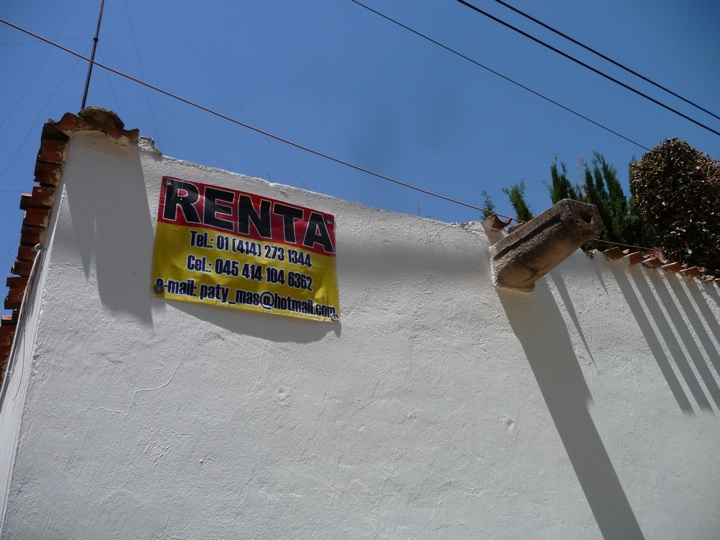 RENTA
Tel.: 01 (414) 273 1344
Cel.: 045 414 104 6362
e-mail: paty_mas@hotmail.com